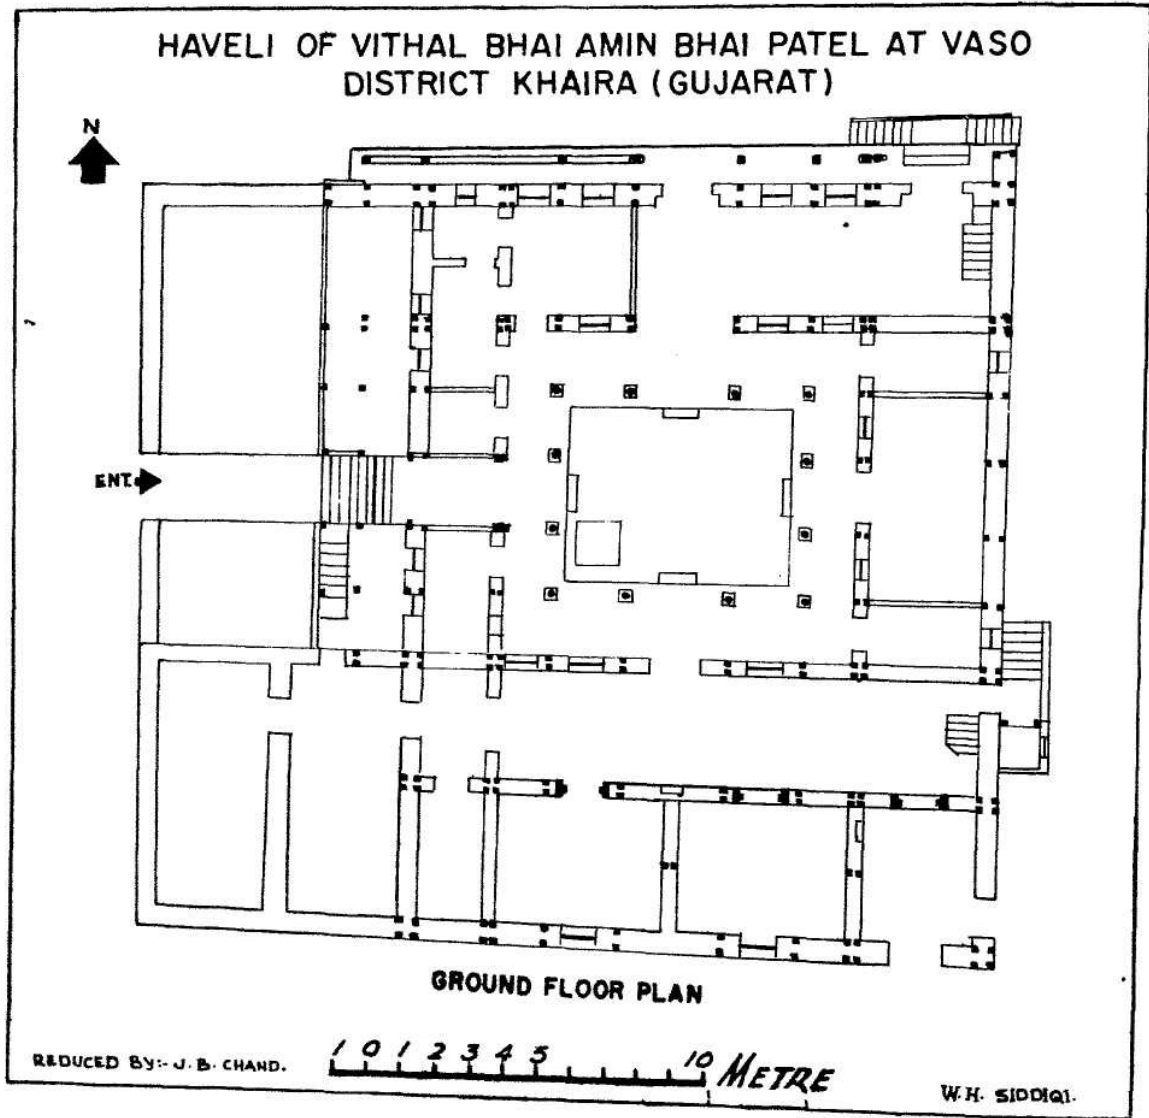 HAVELI OF VITHAL BHAI AMIN BHAI PATEL AT VASO
DISTRICT KHAIRA (GUJARAT)
N
ENT.
GROUND FLOOR PLAN
1 0 1 2 3 4 5 10 METRE
REDUCED BY:- J. B. CHAND.
W. H. SIDDIQI.